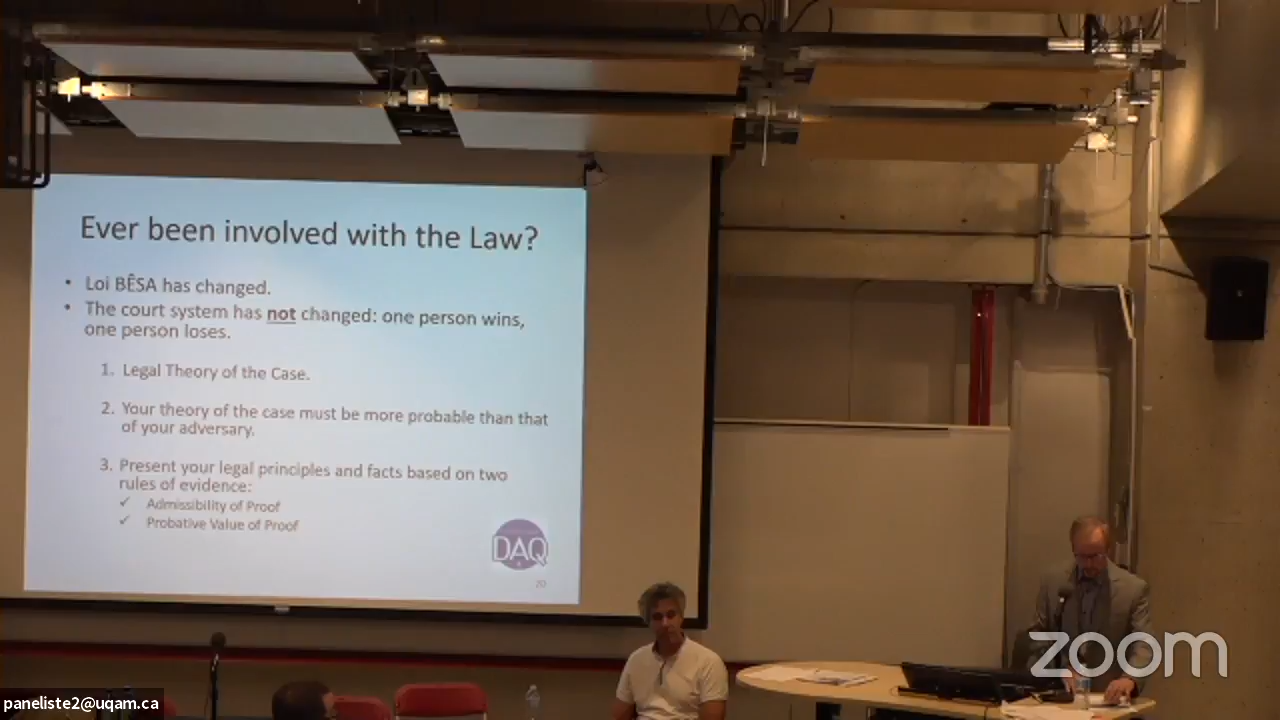 Ever been involved with the Law?
• Loi BÊSA has changed.
• The court system has not changed: one person wins,
one person loses.
1. Legal Theory of the Case.
2. Your theory of the case must be more probable than that
of your adversary.
3. Present your legal principles and facts based on two
rules of evidence:
✓ Admissibility of Proof
✓ Probative Value of Proof
DAQ
20
zoom
paneliste2@uqam.ca